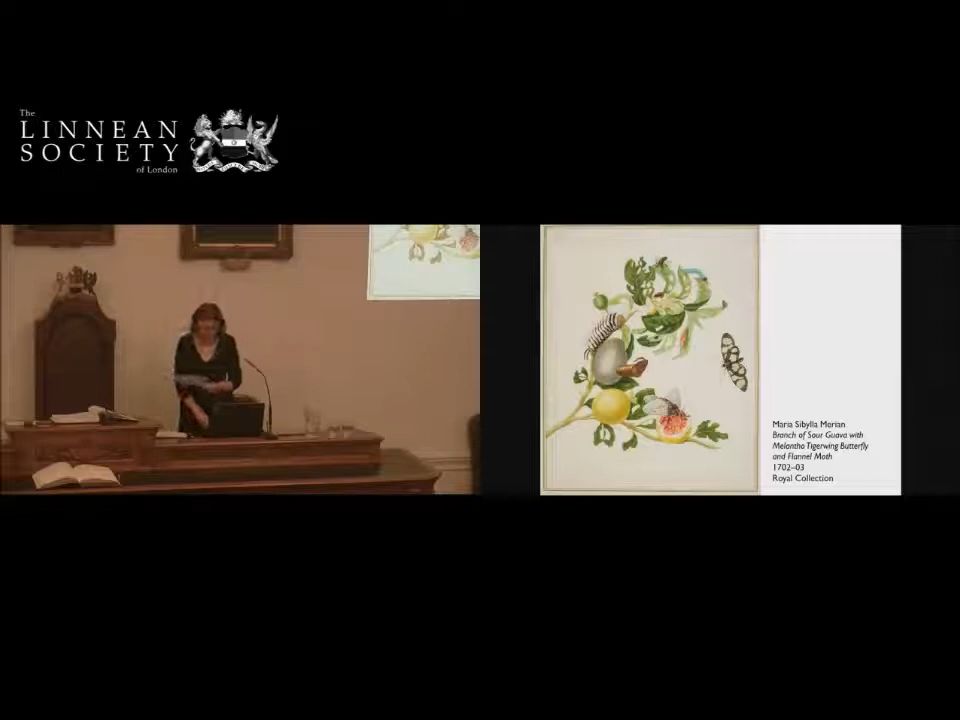 The
LINNEAN
SOCIETY
of London
Maria Sibylla Merian
Branch of Sour Guava with
Melantho Tigerwing Butterfly
and Flannel Moth
1702–03
Royal Collection